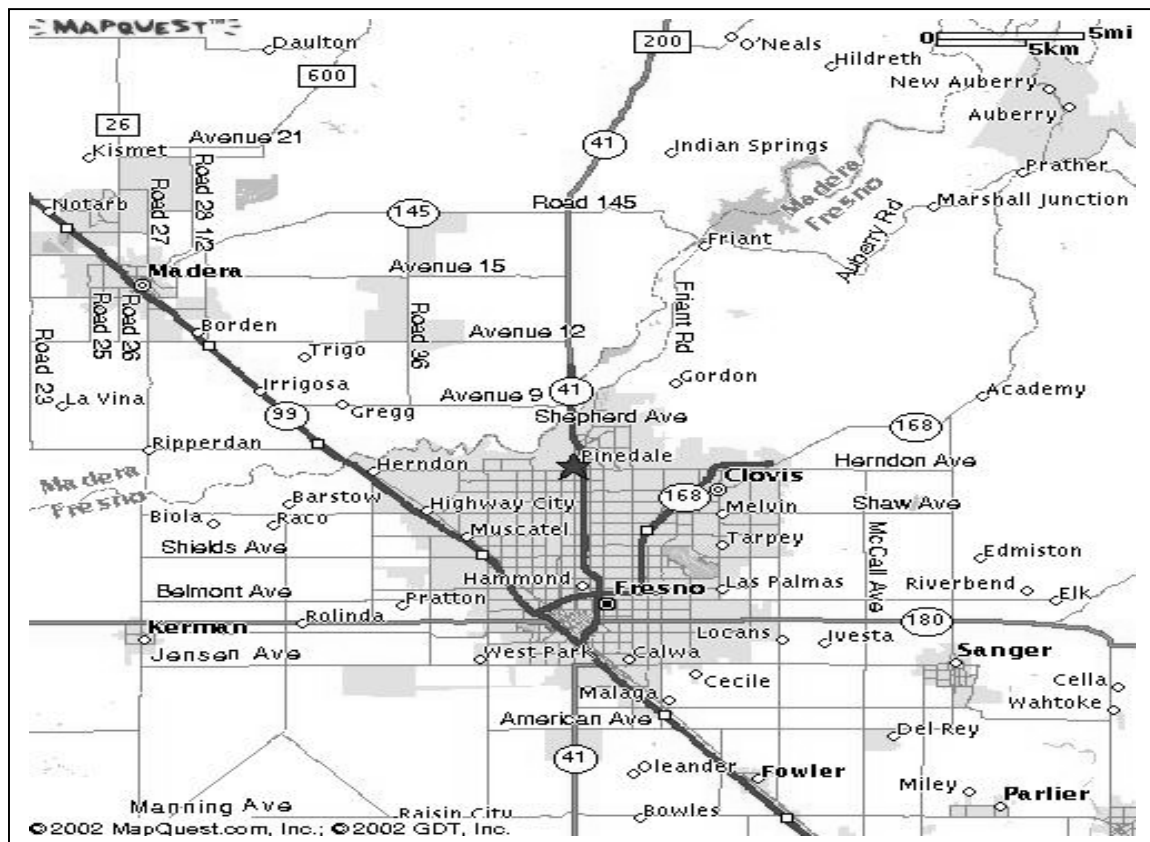 MAPQUEST™
Daulton
200
O'Neals
0 5mi
5km
Hildreth
600
New Auberry
26
Avenue 21
41
Auberry
Kismet
Indian Springs
Prather
Road 27
Road 28 1/2
Notarb
145
Road 145
Madera
Fresno
Marshall Junction
Auberry Rd
Friant
Madera
Avenue 15
Friant Rd
Road 23
Road 25
Road 26
Borden
Avenue 12
Road 36
Trigo
Gordon
Irrigosa
Avenue 9
41
Academy
La Vina
99
Gregg
Shepherd Ave
168
Ripperdan
Pinedale
Herndon
Clovis
Herndon Ave
Madera
Fresno
Barstow
Highway City
168
Shaw Ave
Biola
Raco
Melvin
Muscatel
McCall Ave
Shields Ave
Tarpey
Edmiston
Hammond
Belmont Ave
Fresno
Las Palmas
Riverbend
Elk
Pratton
Rolinda
180
Kerman
Locans
Ivesta
Jensen Ave
West Park
Calwa
Sanger
Cecile
Cella
Malaga
Wahtoke
American Ave
Del Rey
41
Oleander
Fowler
Miley
Parlier
Manning Ave
Raisin City
Bowles
©2002 MapQuest.com, Inc.; ©2002 GDT, Inc.